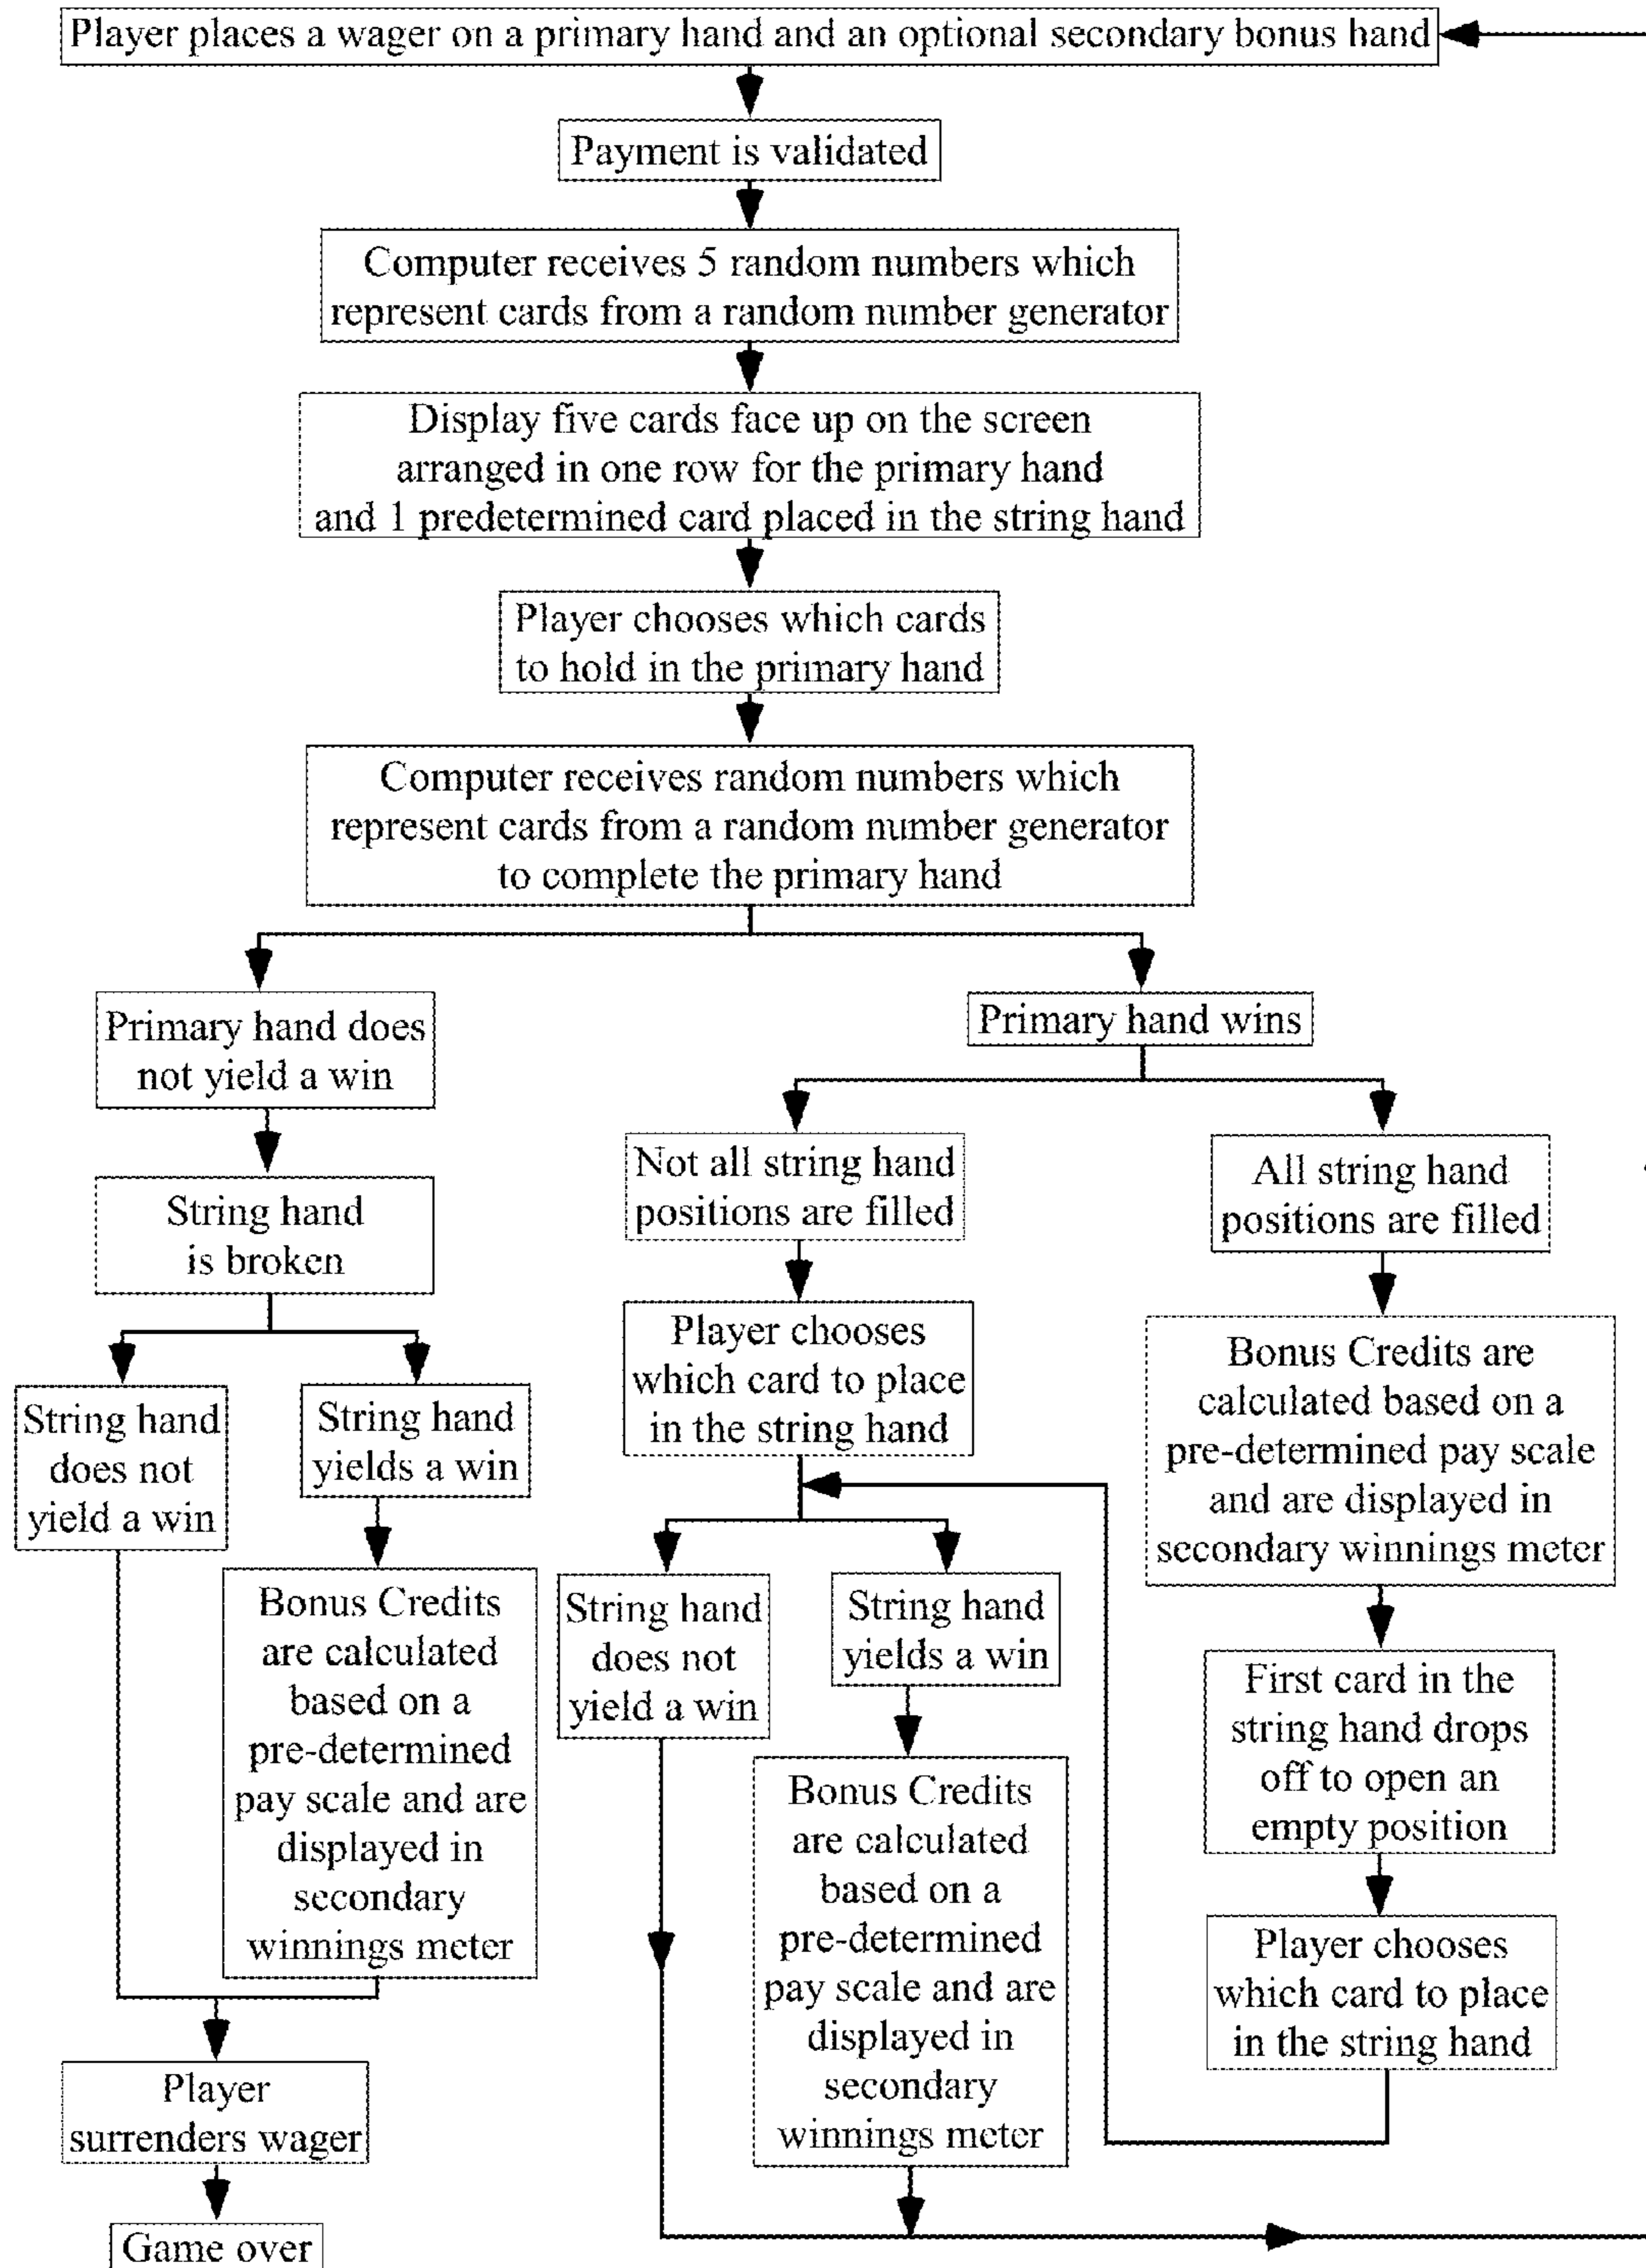 Player places a wager on a primary hand and an optional secondary bonus hand
Payment is validated
Computer receives 5 random numbers which
represent cards from a random number generator
Display five cards face up on the screen
arranged in one row for the primary hand
and 1 predetermined card placed in the string hand
Player chooses which cards
to hold in the primary hand
Computer receives random numbers which
represent cards from a random number generator
to complete the primary hand
Primary hand does
not yield a win
String hand
is broken
String hand
does not
yield a win
String hand
yields a win
Bonus Credits
are calculated
based on a
pre-determined
pay scale and are
displayed in
secondary
winnings meter
Player
surrenders wager
Game over
Primary hand wins
Not all string hand
positions are filled
Player chooses
which card to place
in the string hand
String hand
does not
yield a win
String hand
yields a win
Bonus Credits
are calculated
based on a
pre-determined
pay scale and are
displayed in
secondary
winnings meter
All string hand
positions are filled
Bonus Credits are
calculated based on a
pre-determined pay scale
and are displayed in
secondary winnings meter
First card in the
string hand drops
off to open an
empty position
Player chooses
which card to place
in the string hand